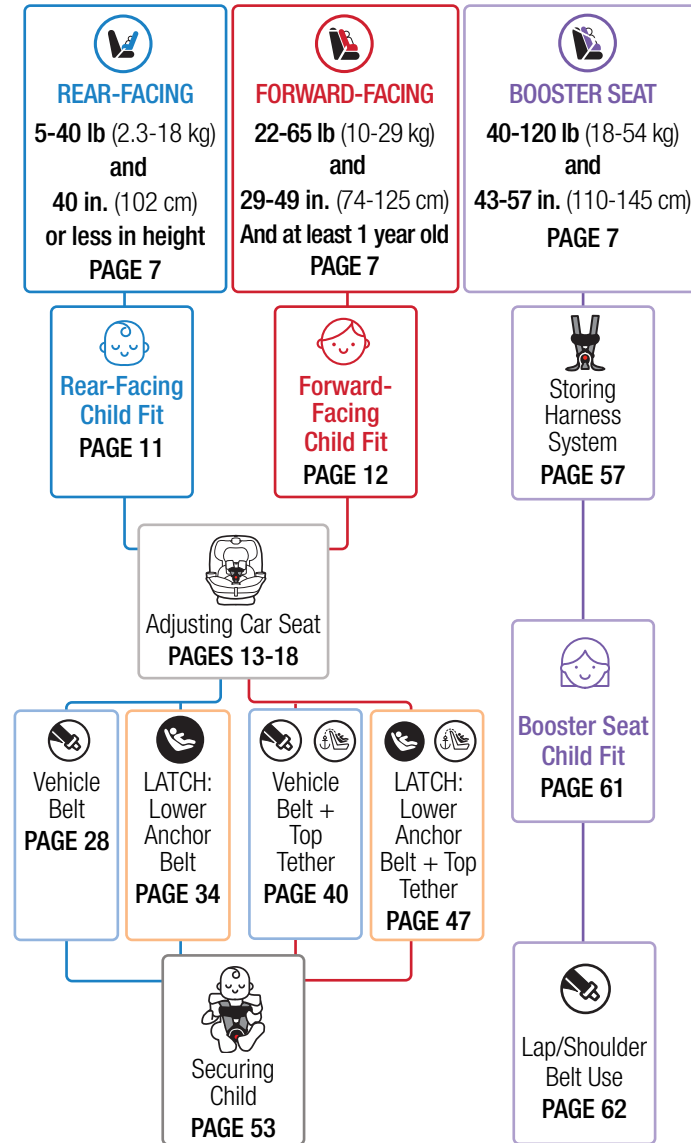 REAR-FACING
5-40 lb (2.3-18 kg)
and
40 in. (102 cm)
or less in height
PAGE 7
FORWARD-FACING
22-65 lb (10-29 kg)
and
29-49 in. (74-125 cm)
And at least 1 year old
PAGE 7
BOOSTER SEAT
40-120 lb (18-54 kg)
and
43-57 in. (110-145 cm)
PAGE 7
Rear-Facing
Child Fit
PAGE 11
Forward-
Facing
Child Fit
PAGE 12
Storing
Harness
System
PAGE 57
Adjusting Car Seat
PAGES 13-18
Booster Seat
Child Fit
PAGE 61
Vehicle
Belt
PAGE 28
LATCH:
Lower
Anchor
Belt
PAGE 34
Vehicle
Belt +
Top
Tether
PAGE 40
LATCH:
Lower
Anchor
Belt + Top
Tether
PAGE 47
Securing
Child
PAGE 53
Lap/Shoulder
Belt Use
PAGE 62